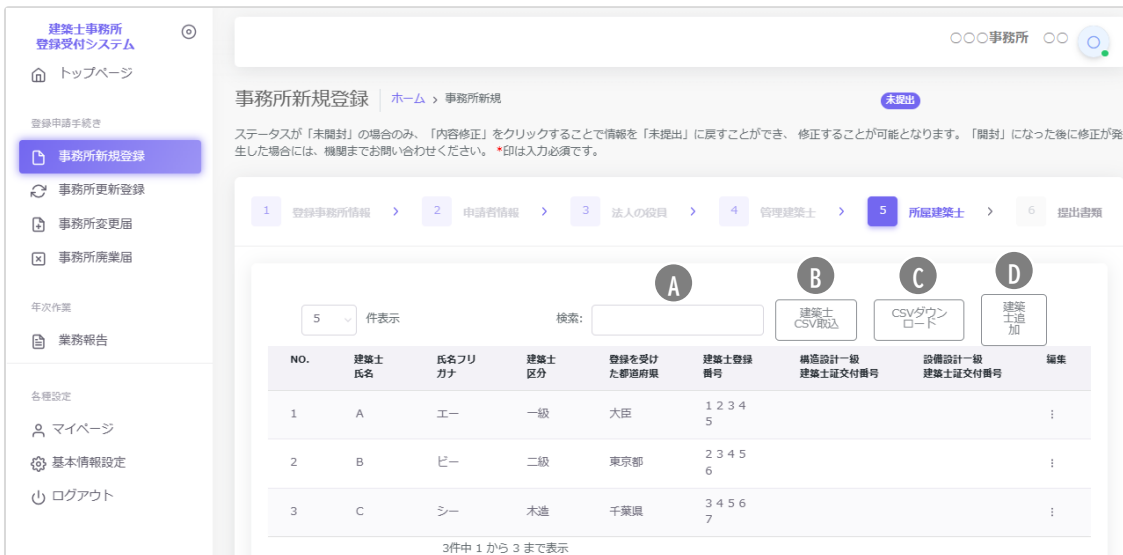 建築士事務所
登録受付システム
トップページ
登録申請手続き
事務所新規登録
事務所更新登録
事務所変更届
事務所廃業届
年次作業
業務報告
各種設定
マイページ
基本情報設定
ログアウト
○○○事務所 ○○ ○
事務所新規登録 ホーム › 事務所新規 未提出
ステータスが「未開封」の場合のみ、「内容修正」をクリックすることで情報を「未提出」に戻すことができ、 修正することが可能となります。「開封」になった後に修正が発
生した場合には、機関までお問い合わせください。 *印は入力必須です。
1 登録事務所情報 › 2 申請者情報 › 3 法人の役員 › 4 管理建築士 › 5 所属建築士 › 6 提出書類
A B C D
5 件表示 検索:
建築士
CSV取込
CSVダウン
ロード
建築
士追
加
NO. 建築士 氏名フリ 建築士 登録を受け 建築士登録 構造設計一級 設備設計一級 編集
氏名 ガナ 区分 た都道府県 番号 建築士証交付番号 建築士証交付番号
1 A エー 一級 大臣 1 2 3 4
5
2 B ビー 二級 東京都 2 3 4 5
6
3 C シー 木造 千葉県 3 4 5 6
7
3件中 1 から 3 まで表示